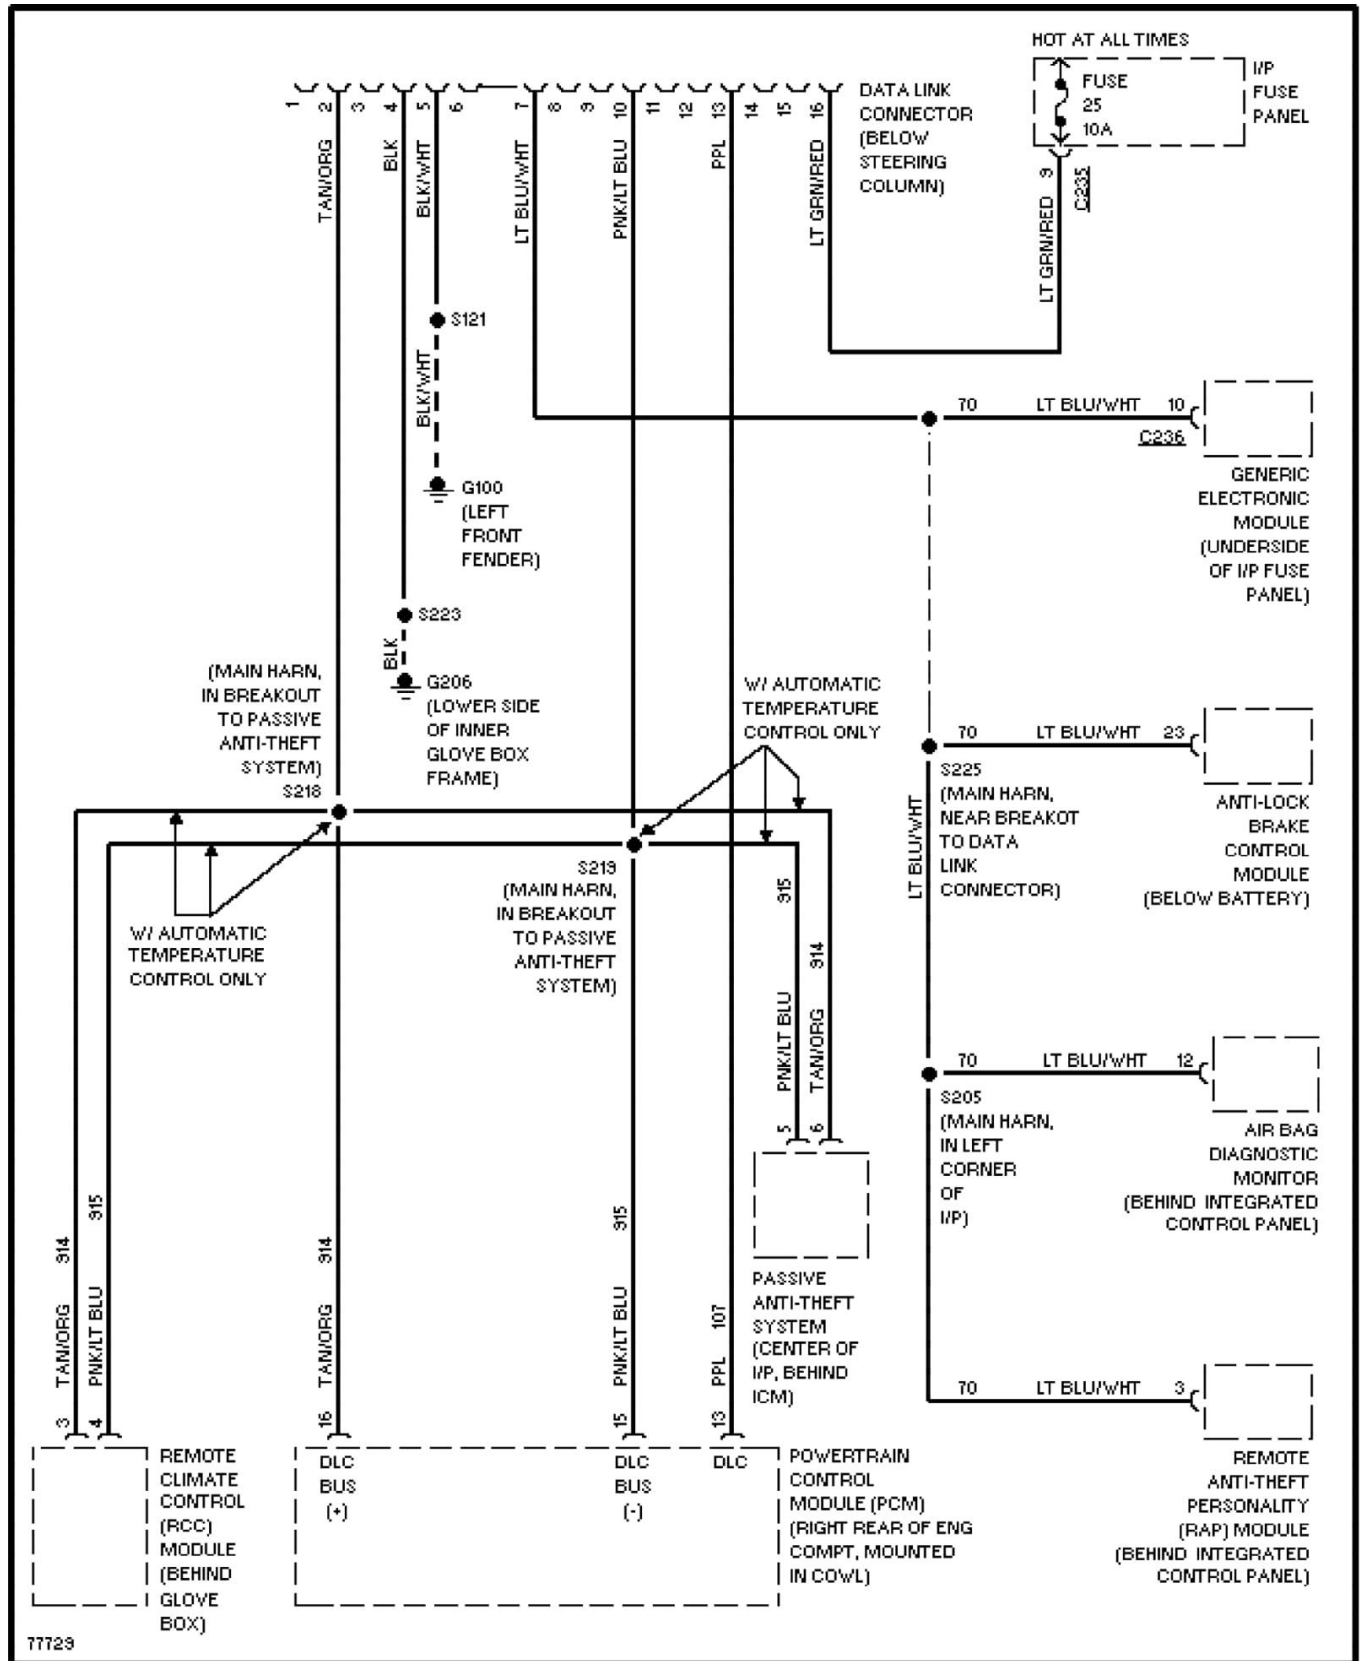 HOT AT ALL TIMES
FUSE
25
10A
I/P
FUSE
PANEL
9
C235
LT GRN/RED
1
2
3
4
5
6
7
8
9
10
11
12
13
14
15
16
DATA LINK
CONNECTOR
(BELOW
STEERING
COLUMN)
TAN/ORG
BLK
BLK/WHT
LT BLU/WHT
PNK/LT BLU
PPL
LT GRN/RED
S121
BLK/WHT
G100
(LEFT
FRONT
FENDER)
S223
BLK
G206
(LOWER SIDE
OF INNER
GLOVE BOX
FRAME)
70 LT BLU/WHT 10
C236
GENERIC
ELECTRONIC
MODULE
(UNDERSIDE
OF I/P FUSE
PANEL)
(MAIN HARN,
IN BREAKOUT
TO PASSIVE
ANTI-THEFT
SYSTEM)
S218
W/ AUTOMATIC
TEMPERATURE
CONTROL ONLY
70 LT BLU/WHT 23
S225
(MAIN HARN,
NEAR BREAKOT
TO DATA
LINK
CONNECTOR)
LT BLU/WHT
ANTI-LOCK
BRAKE
CONTROL
MODULE
(BELOW BATTERY)
S219
(MAIN HARN,
IN BREAKOUT
TO PASSIVE
ANTI-THEFT
SYSTEM)
W/ AUTOMATIC
TEMPERATURE
CONTROL ONLY
915
914
PNK/LT BLU
TAN/ORG
5
6
70 LT BLU/WHT 12
S205
(MAIN HARN,
IN LEFT
CORNER
OF
I/P)
AIR BAG
DIAGNOSTIC
MONITOR
(BEHIND INTEGRATED
CONTROL PANEL)
PASSIVE
ANTI-THEFT
SYSTEM
(CENTER OF
I/P, BEHIND
ICM)
914
TAN/ORG
3
915
PNK/LT BLU
4
914
TAN/ORG
16
915
PNK/LT BLU
15
107
PPL
13
70 LT BLU/WHT 3
REMOTE
ANTI-THEFT
PERSONALITY
(RAP) MODULE
(BEHIND INTEGRATED
CONTROL PANEL)
REMOTE
CLIMATE
CONTROL
(RCC)
MODULE
(BEHIND
GLOVE
BOX)
DLC
BUS
(+)
DLC
BUS
(-)
DLC
POWERTRAIN
CONTROL
MODULE (PCM)
(RIGHT REAR OF ENG
COMPT, MOUNTED
IN COWL)
77729